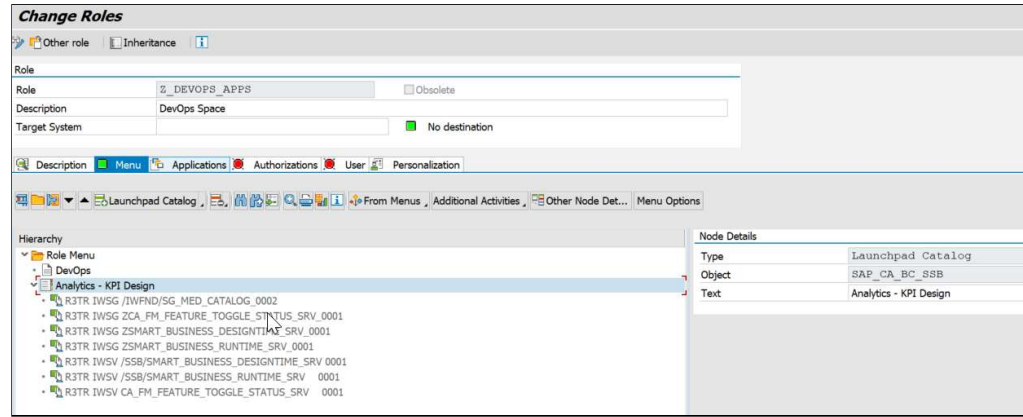 Change Roles
Other role Inheritance
Role
Role Z_DEVOPS_APPS Obsolete
Description DevOps Space
Target System No destination
Description Menu Applications Authorizations User Personalization
Launchpad Catalog From Menus Additional Activities Other Node Det... Menu Options
Hierarchy
Role Menu
DevOps
Analytics - KPI Design
R3TR IWSG /IWFND/SG_MED_CATALOG_0002
R3TR IWSG ZCA_FM_FEATURE_TOGGLE_STATUS_SRV_0001
R3TR IWSG ZSMART_BUSINESS_DESIGNTIME_SRV_0001
R3TR IWSG ZSMART_BUSINESS_RUNTIME_SRV_0001
R3TR IWSV /SSB/SMART_BUSINESS_DESIGNTIME_SRV 0001
R3TR IWSV /SSB/SMART_BUSINESS_RUNTIME_SRV 0001
R3TR IWSV CA_FM_FEATURE_TOGGLE_STATUS_SRV 0001
Node Details
Type Launchpad Catalog
Object SAP_CA_BC_SSB
Text Analytics - KPI Design